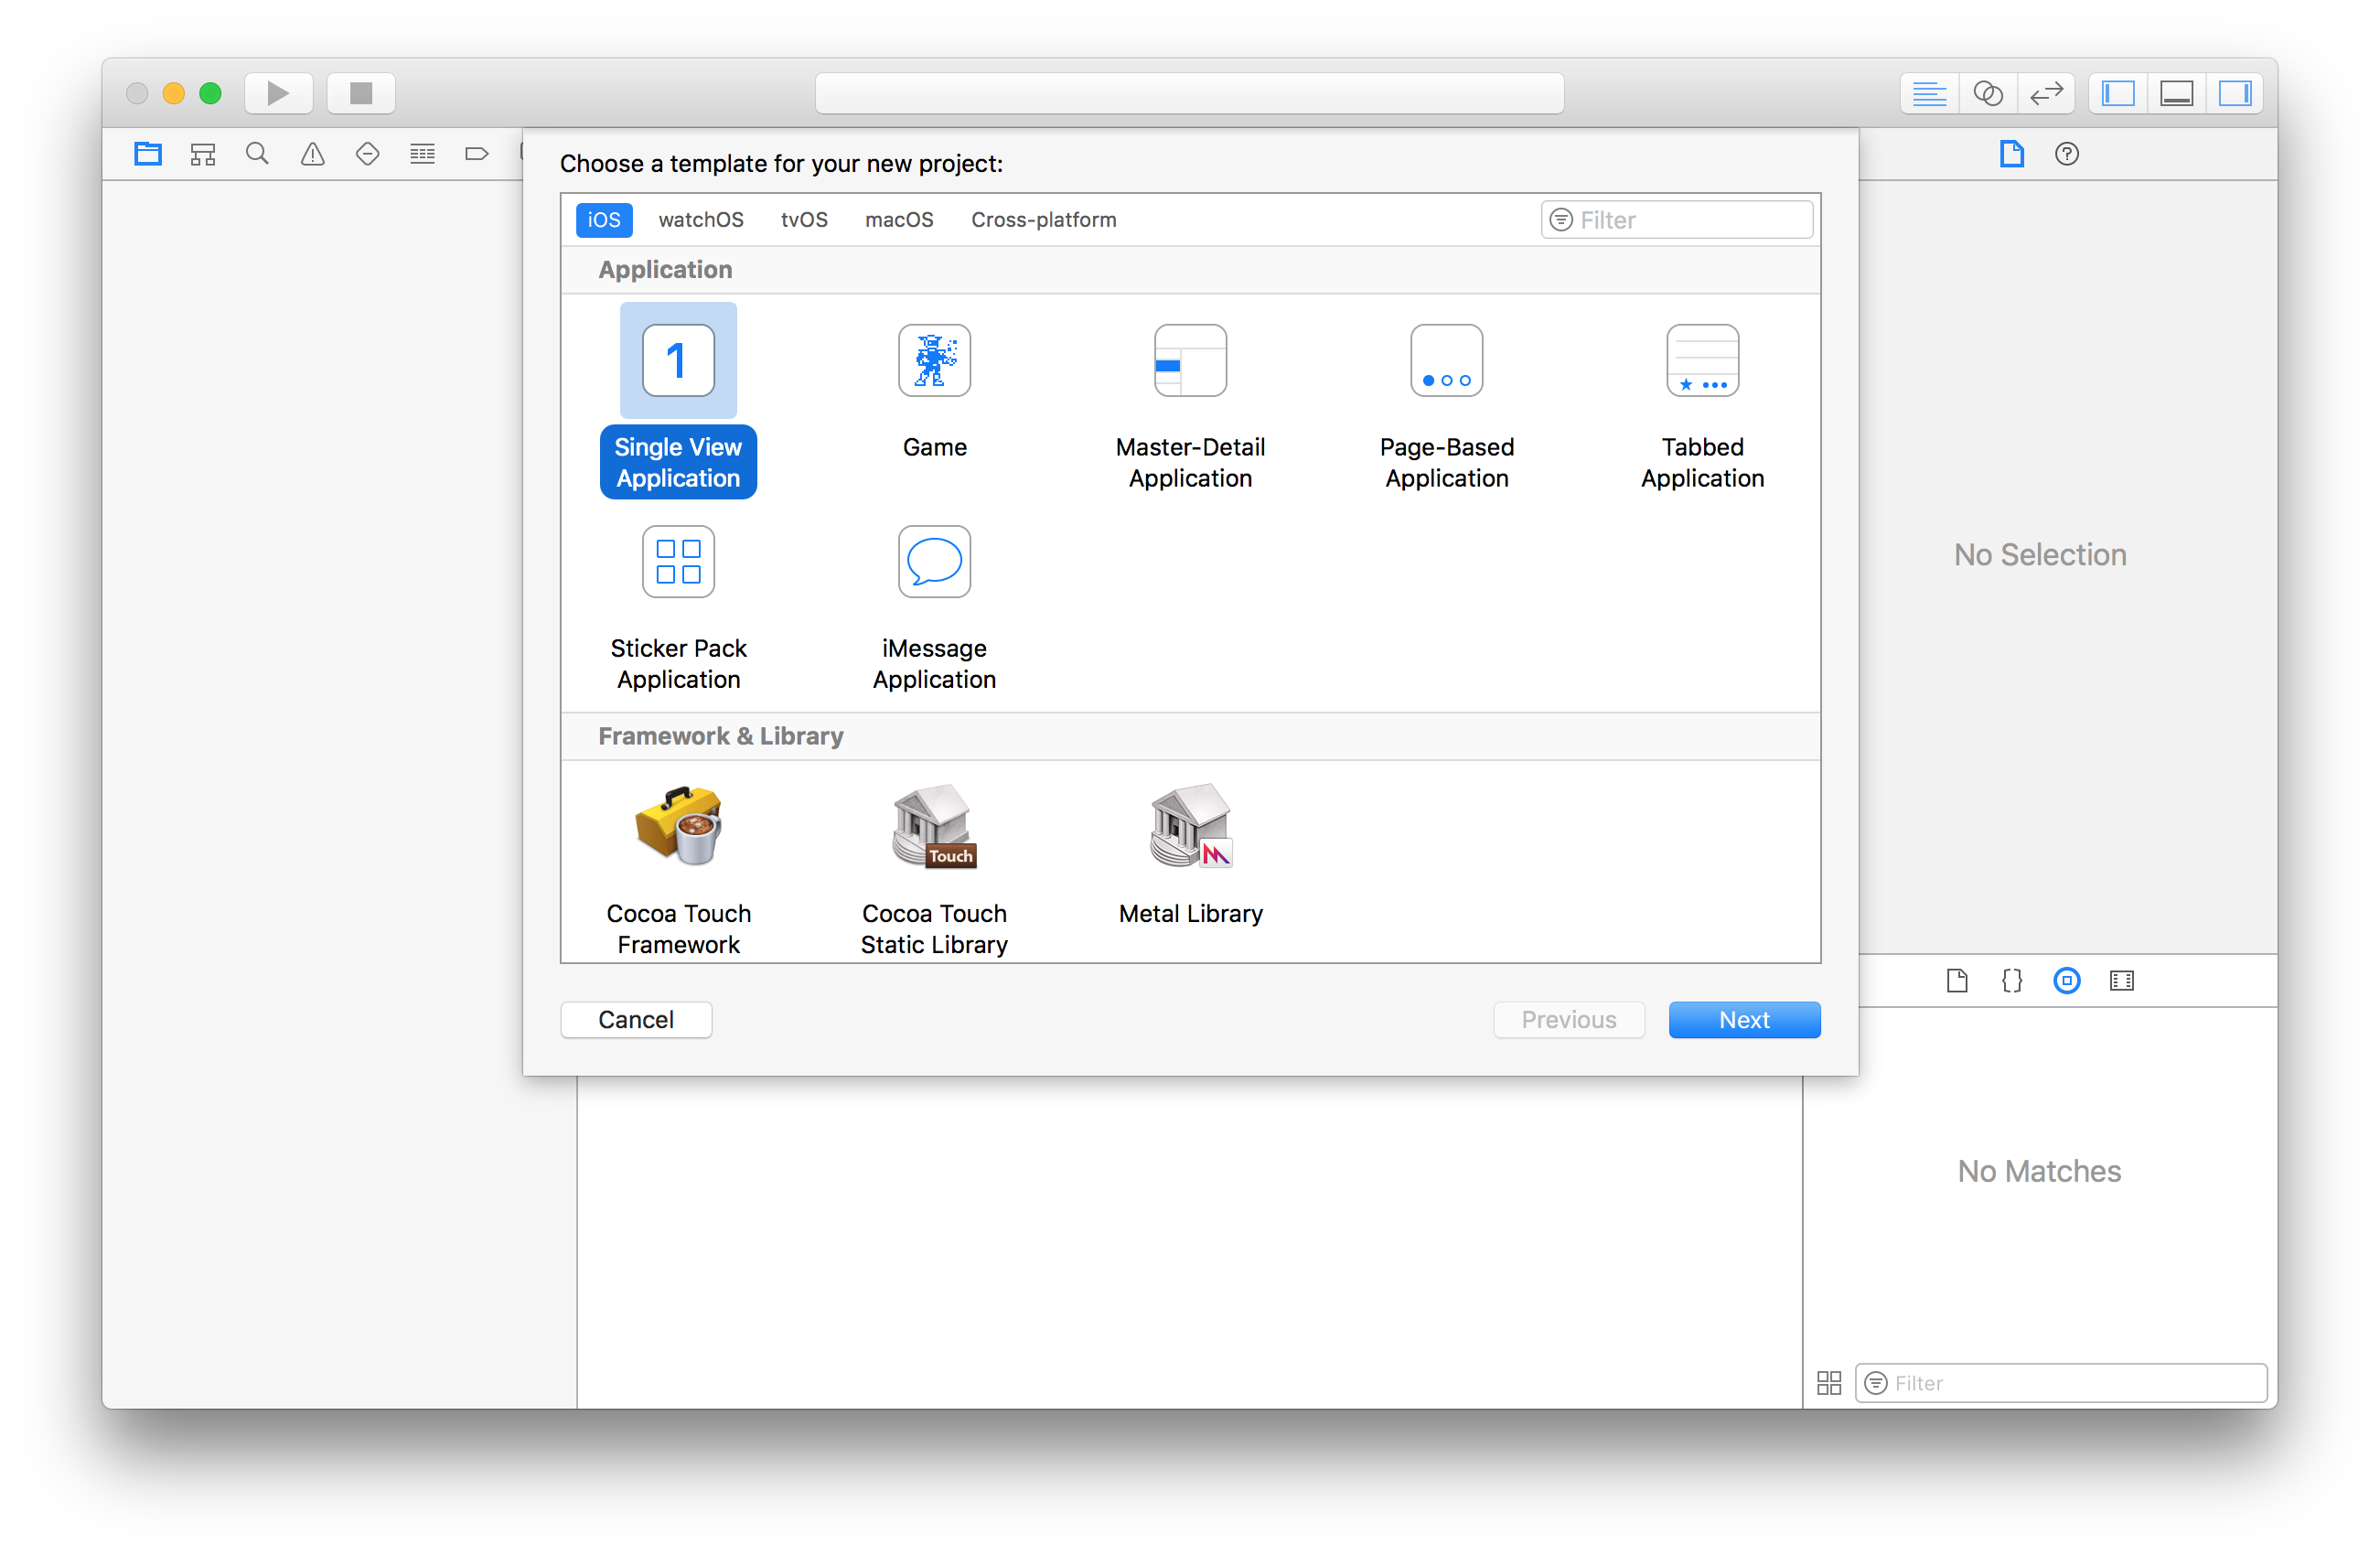 Choose a template for your new project:
iOS watchOS tvOS macOS Cross-platform Filter
Application
1
Single View Application
Game
Master-Detail Application
Page-Based Application
Tabbed Application
Sticker Pack Application
iMessage Application
Framework & Library
Touch
Cocoa Touch Framework
Cocoa Touch Static Library
Metal Library
Cancel Previous Next
No Selection
{}
No Matches
Filter